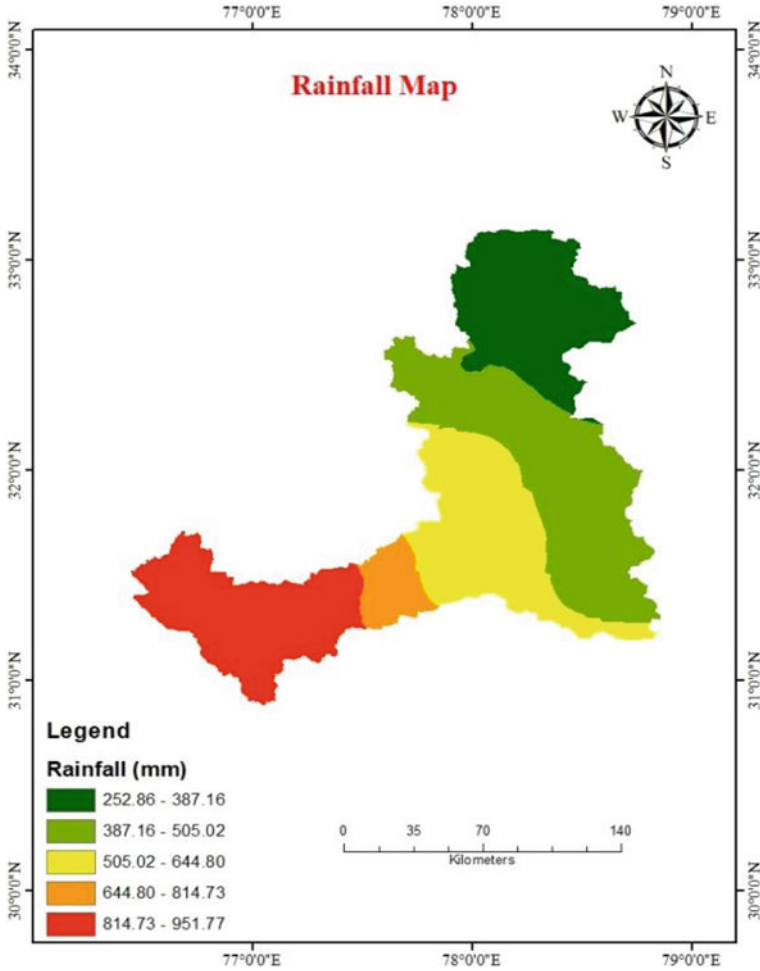 77°0'0"E 78°0'0"E 79°0'0"E
34°0'0"N 34°0'0"N
Rainfall Map
N
W E
S
33°0'0"N 33°0'0"N
32°0'0"N 32°0'0"N
31°0'0"N 31°0'0"N
Legend
Rainfall (mm)
252.86 - 387.16
387.16 - 505.02
505.02 - 644.80
644.80 - 814.73
814.73 - 951.77
0 35 70 140
Kilometers
30°0'0"N 30°0'0"N
77°0'0"E 78°0'0"E 79°0'0"E